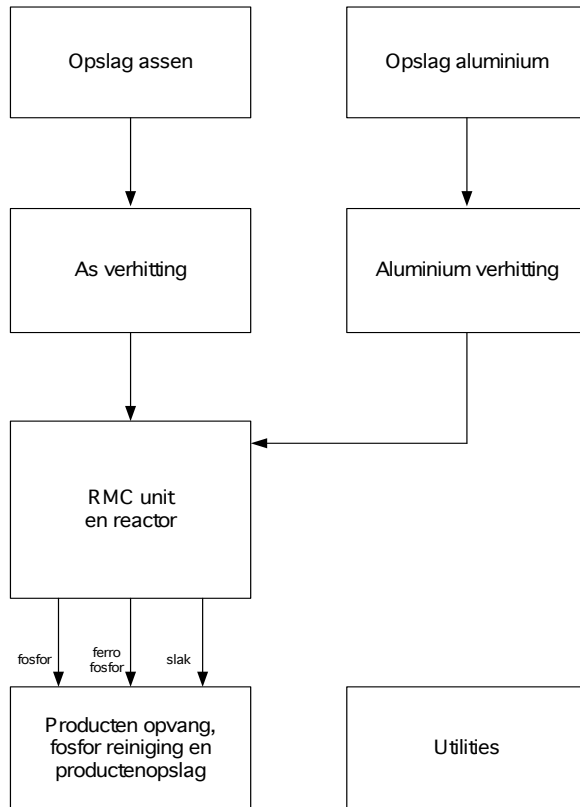 Opslag assen
Opslag aluminium
As verhitting
Aluminium verhitting
RMC unit
en reactor
fosfor
ferro
fosfor
slak
Producten opvang,
fosfor reiniging en
productenopslag
Utilities